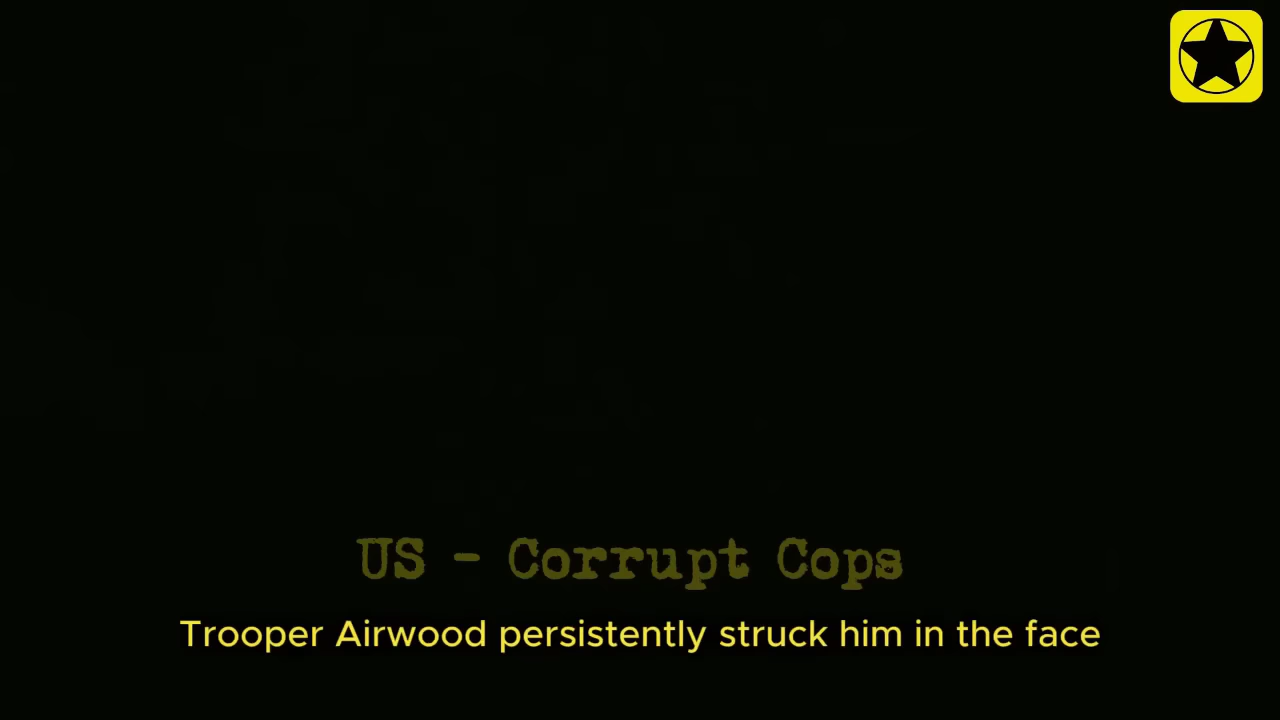 US - Corrupt Cops
Trooper Airwood persistently struck him in the face